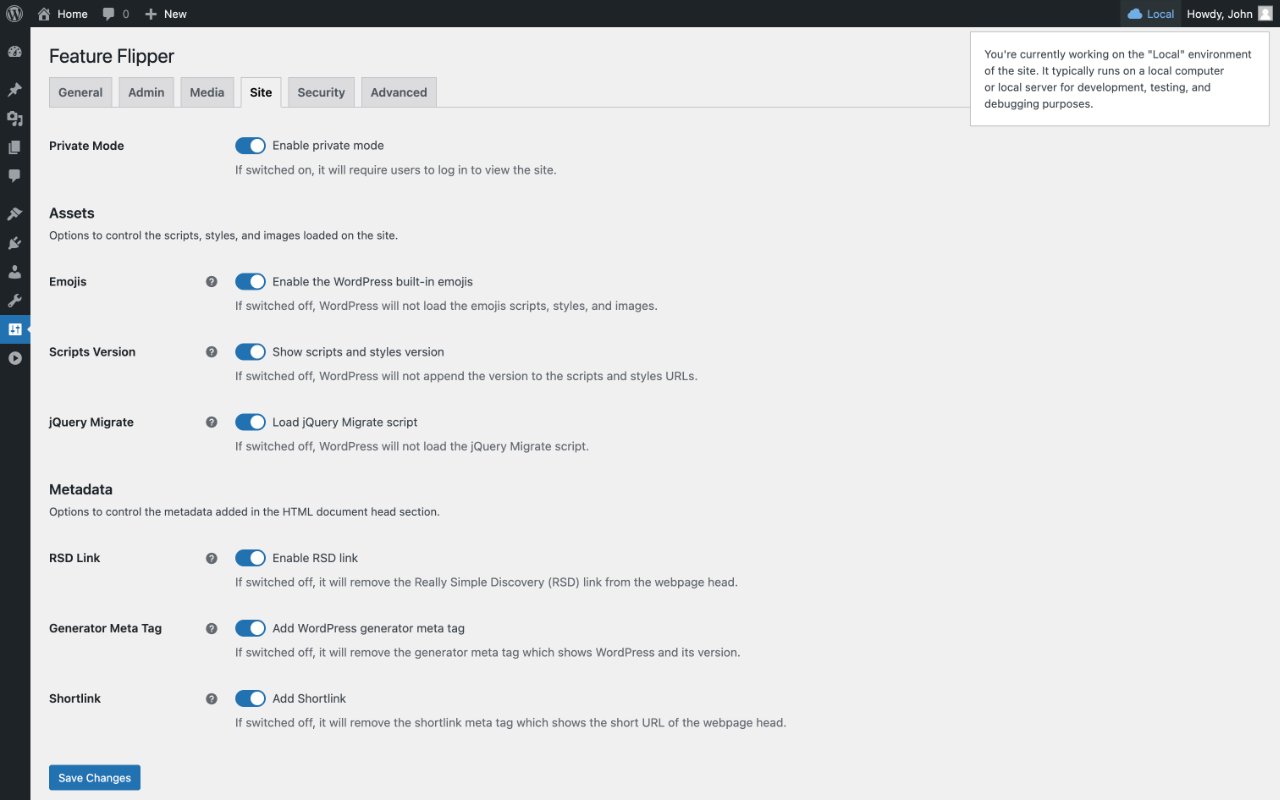 Home 0 New Local Howdy, John
You're currently working on the "Local" environment
of the site. It typically runs on a local computer
or local server for development, testing, and
debugging purposes.
Feature Flipper
General Admin Media Site Security Advanced
Private Mode Enable private mode
If switched on, it will require users to log in to view the site.
Assets
Options to control the scripts, styles, and images loaded on the site.
Emojis ? Enable the WordPress built-in emojis
If switched off, WordPress will not load the emojis scripts, styles, and images.
Scripts Version ? Show scripts and styles version
If switched off, WordPress will not append the version to the scripts and styles URLs.
jQuery Migrate ? Load jQuery Migrate script
If switched off, WordPress will not load the jQuery Migrate script.
Metadata
Options to control the metadata added in the HTML document head section.
RSD Link ? Enable RSD link
If switched off, it will remove the Really Simple Discovery (RSD) link from the webpage head.
Generator Meta Tag ? Add WordPress generator meta tag
If switched off, it will remove the generator meta tag which shows WordPress and its version.
Shortlink ? Add Shortlink
If switched off, it will remove the shortlink meta tag which shows the short URL of the webpage head.
Save Changes